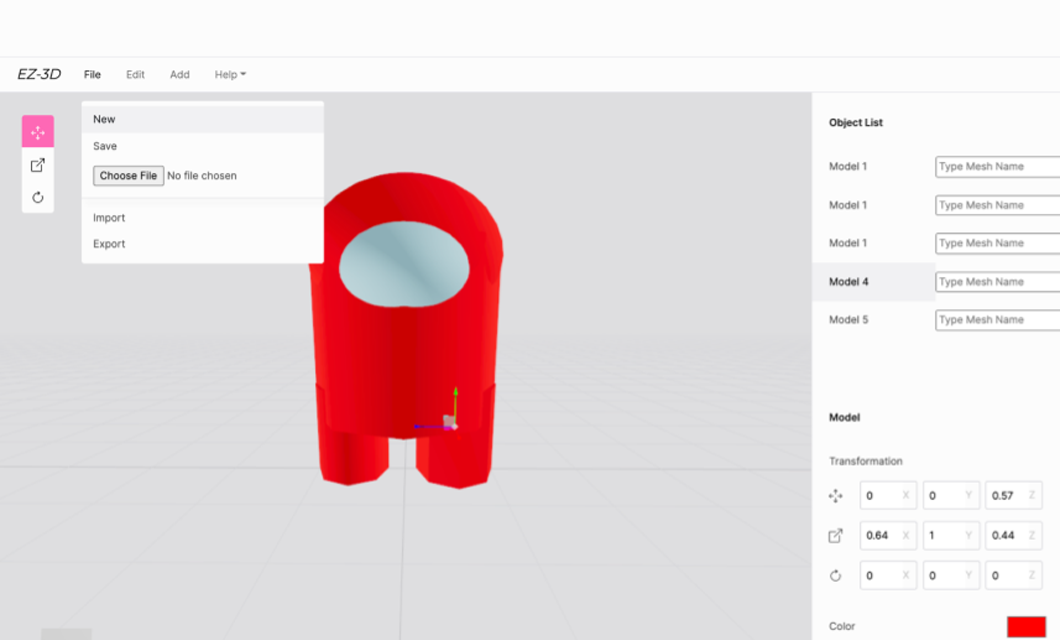 EZ-3D File Edit Add Help
New
Save
Choose File No file chosen
Import
Export
Object List
Model 1 Type Mesh Name
Model 1 Type Mesh Name
Model 1 Type Mesh Name
Model 4 Type Mesh Name
Model 5 Type Mesh Name
Model
Transformation
0 X 0 Y 0.57 Z
0.64 X 1 Y 0.44 Z
0 X 0 Y 0 Z
Color